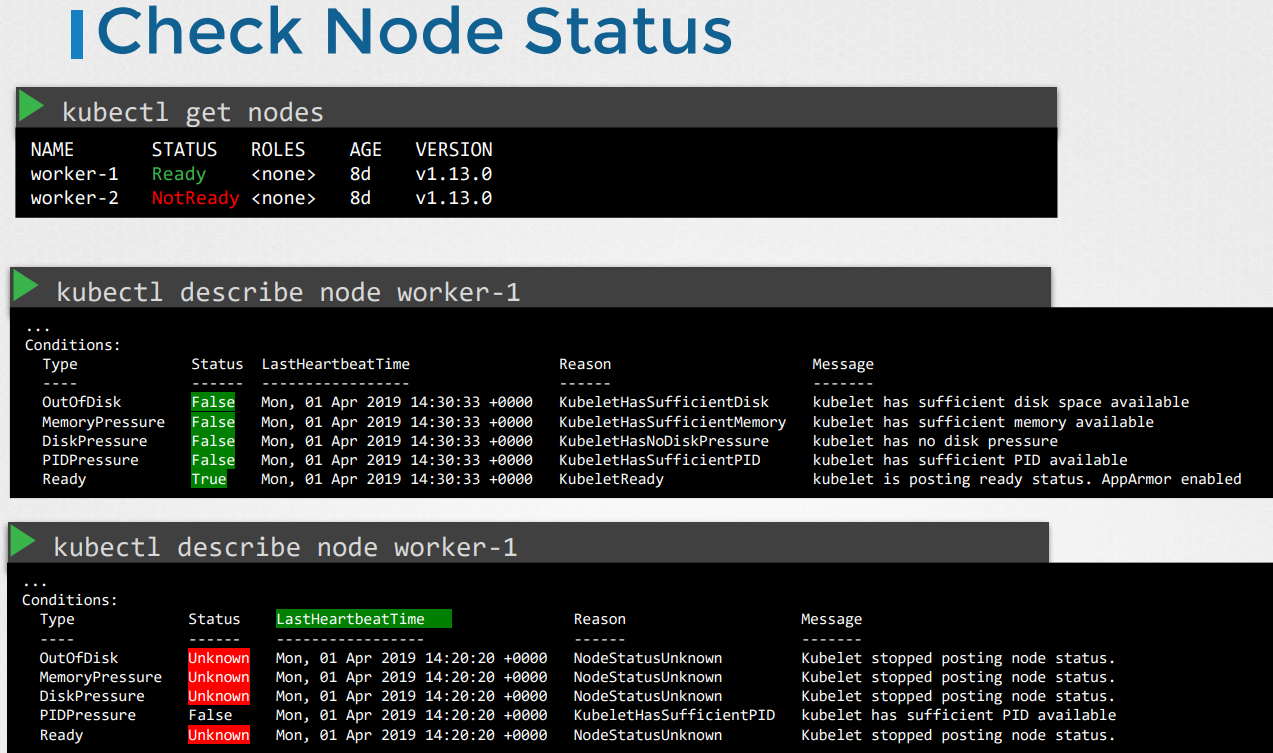 Check Node Status
kubectl get nodes
NAME STATUS ROLES AGE VERSION
worker-1 Ready <none> 8d v1.13.0
worker-2 NotReady <none> 8d v1.13.0
kubectl describe node worker-1
...
Conditions:
Type Status LastHeartbeatTime Reason Message
---- ------ ----------------- ------ -------
OutOfDisk False Mon, 01 Apr 2019 14:30:33 +0000 KubeletHasSufficientDisk kubelet has sufficient disk space available
MemoryPressure False Mon, 01 Apr 2019 14:30:33 +0000 KubeletHasSufficientMemory kubelet has sufficient memory available
DiskPressure False Mon, 01 Apr 2019 14:30:33 +0000 KubeletHasNoDiskPressure kubelet has no disk pressure
PIDPressure False Mon, 01 Apr 2019 14:30:33 +0000 KubeletHasSufficientPID kubelet has sufficient PID available
Ready True Mon, 01 Apr 2019 14:30:33 +0000 KubeletReady kubelet is posting ready status. AppArmor enabled
kubectl describe node worker-1
...
Conditions:
Type Status LastHeartbeatTime Reason Message
---- ------ ----------------- ------ -------
OutOfDisk Unknown Mon, 01 Apr 2019 14:20:20 +0000 NodeStatusUnknown Kubelet stopped posting node status.
MemoryPressure Unknown Mon, 01 Apr 2019 14:20:20 +0000 NodeStatusUnknown Kubelet stopped posting node status.
DiskPressure Unknown Mon, 01 Apr 2019 14:20:20 +0000 NodeStatusUnknown Kubelet stopped posting node status.
PIDPressure False Mon, 01 Apr 2019 14:20:20 +0000 KubeletHasSufficientPID kubelet has sufficient PID available
Ready Unknown Mon, 01 Apr 2019 14:20:20 +0000 NodeStatusUnknown Kubelet stopped posting node status.